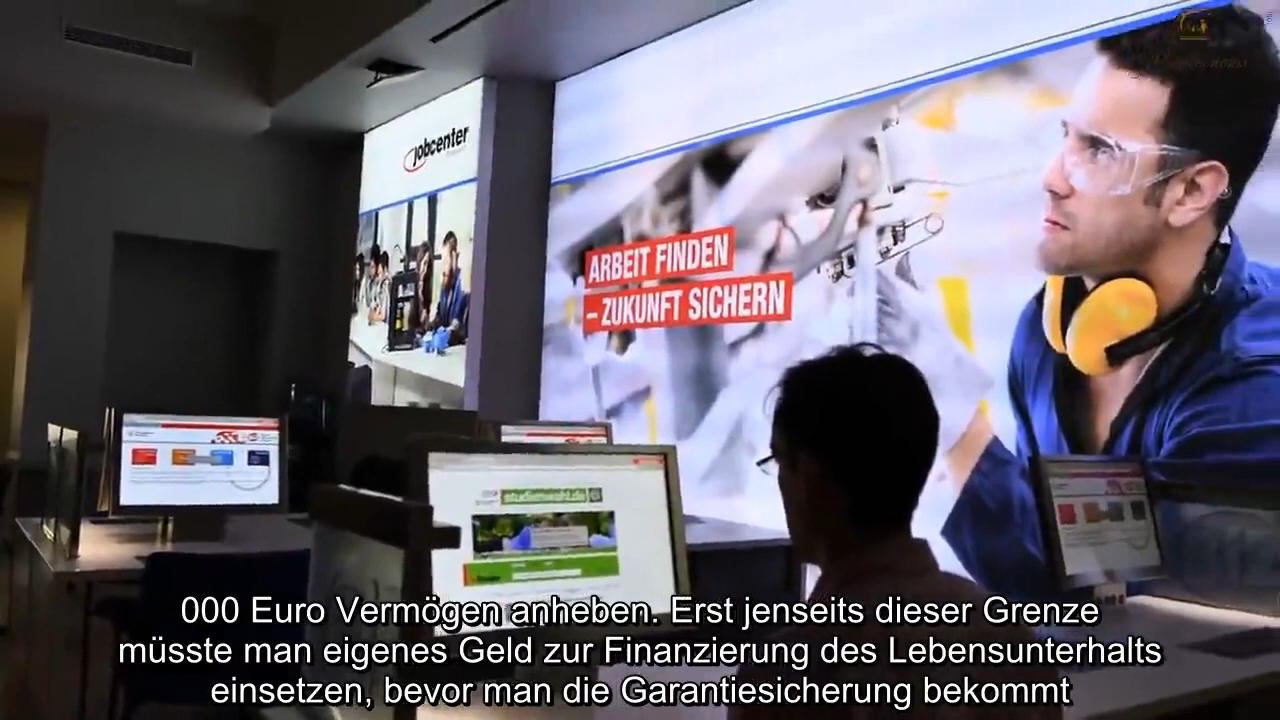 jobcenter
ARBEIT FINDEN
– ZUKUNFT SICHERN
studienwahl.de
000 Euro Vermögen anheben. Erst jenseits dieser Grenze
müsste man eigenes Geld zur Finanzierung des Lebensunterhalts
einsetzen, bevor man die Garantiesicherung bekommt